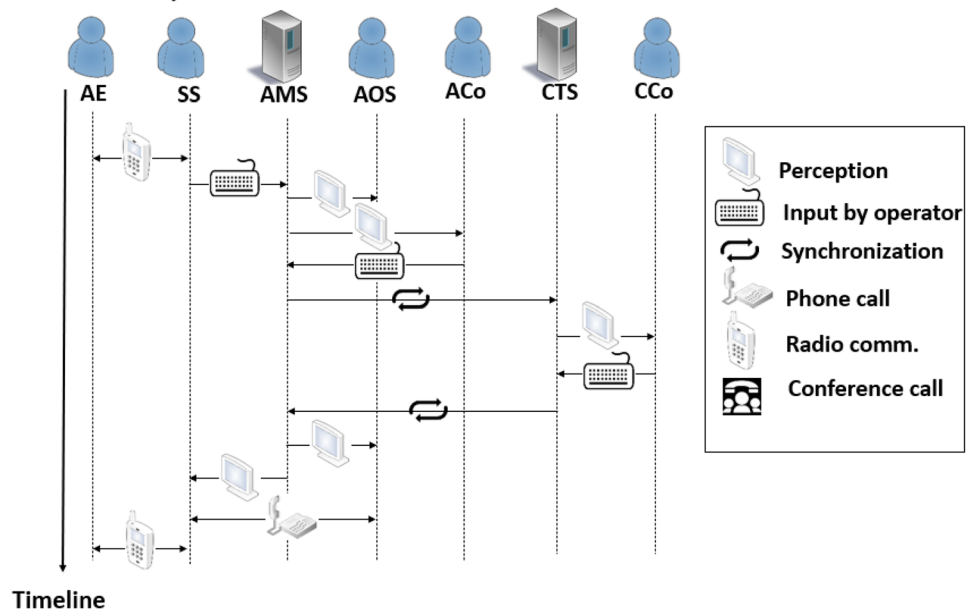 AE SS AMS AOS ACo CTS CCo
Perception
Input by operator
Synchronization
Phone call
Radio comm.
Conference call
Timeline